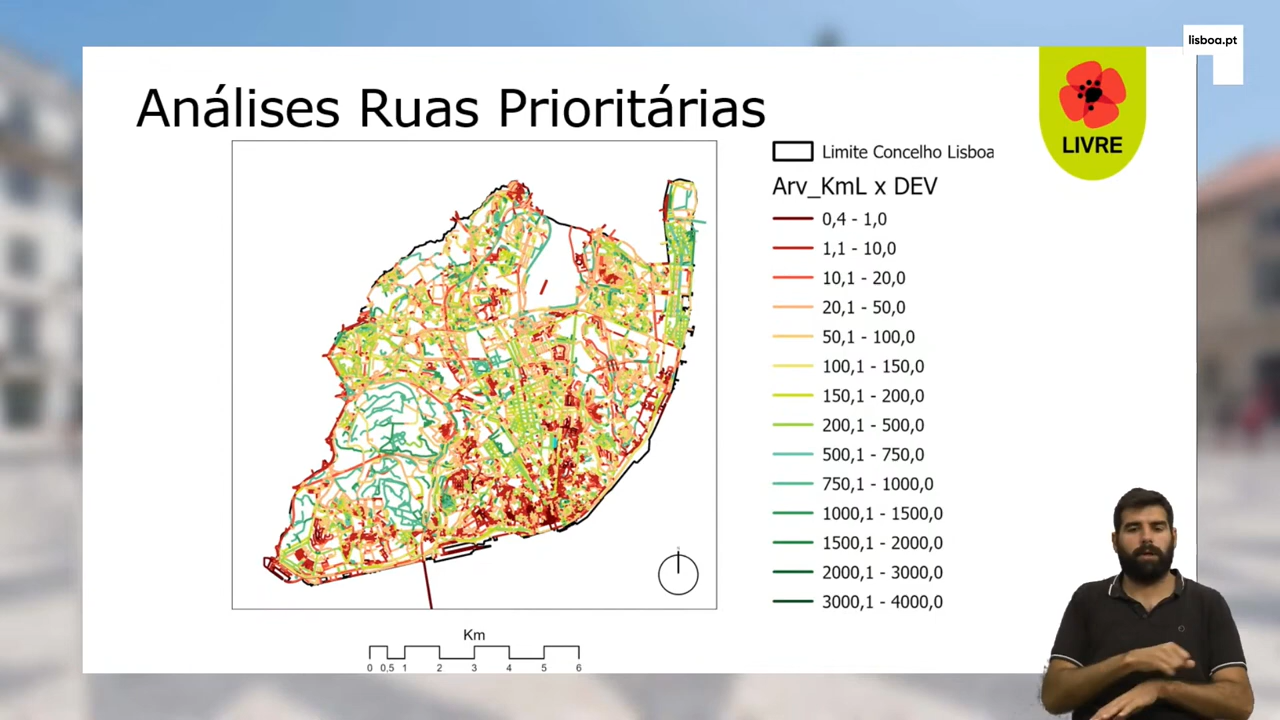 lisboa.pt
Análises Ruas Prioritárias
LIVRE
Limite Concelho Lisboa
Arv_KmL x DEV
0,4 - 1,0
1,1 - 10,0
10,1 - 20,0
20,1 - 50,0
50,1 - 100,0
100,1 - 150,0
150,1 - 200,0
200,1 - 500,0
500,1 - 750,0
750,1 - 1000,0
1000,1 - 1500,0
1500,1 - 2000,0
2000,1 - 3000,0
3000,1 - 4000,0
Km
0 0,5 1 2 3 4 5 6